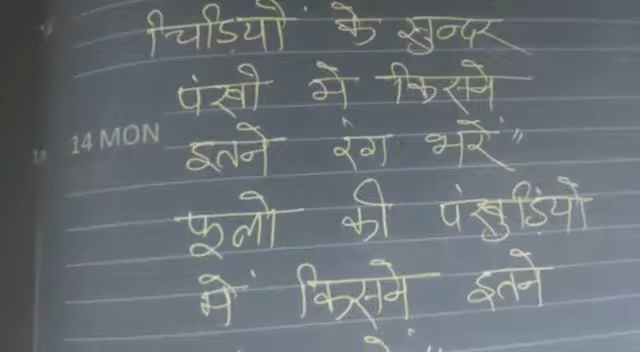 चिडियों के सुन्दर
पंखो में किसने
14 MON
इतने रंग भरें"
फूलो की पंखुडियो
में किसने इतने